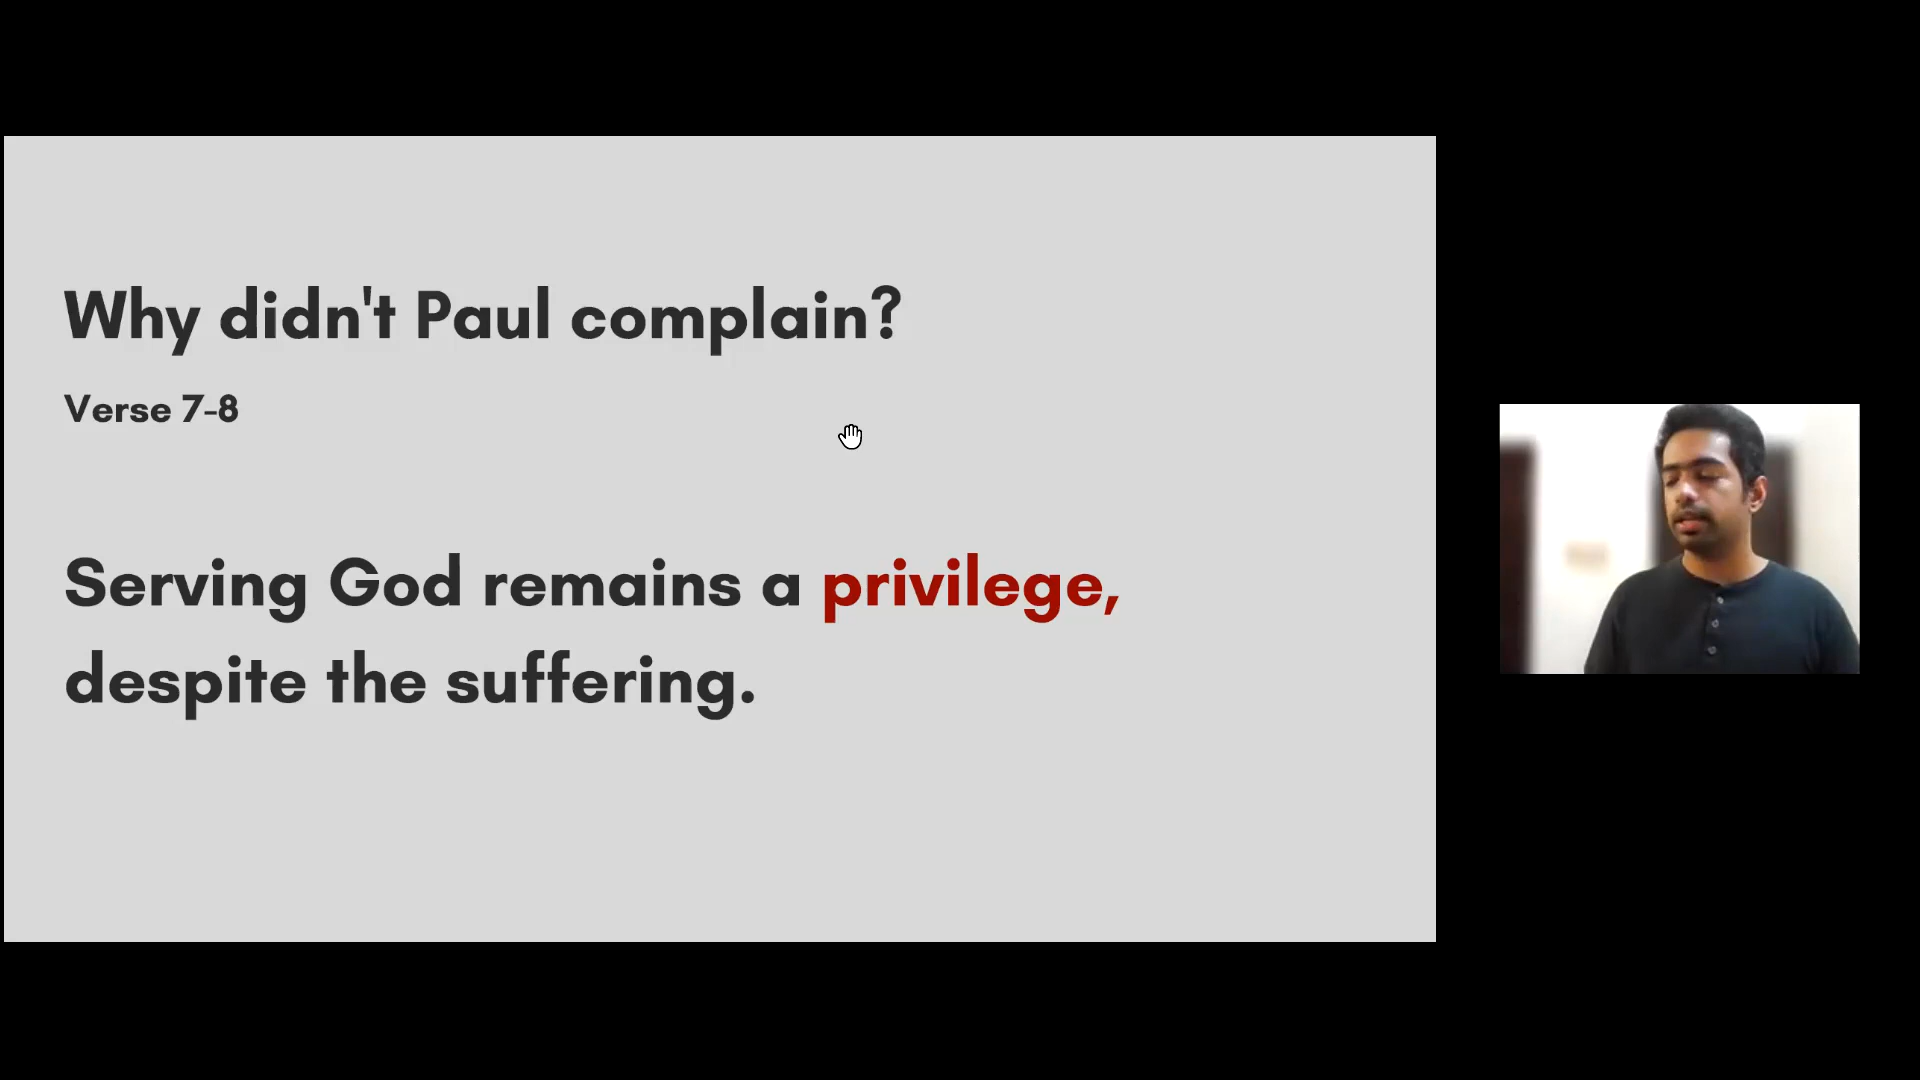 Why didn't Paul complain?
Verse 7-8
Serving God remains a privilege,
despite the suffering.